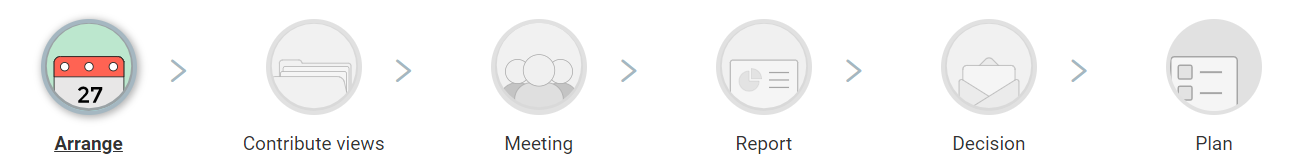 27
Arrange
Contribute views
Meeting
Report
Decision
Plan